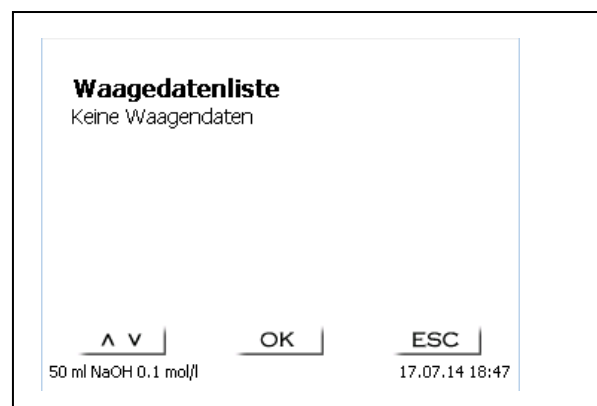 Waagedatenliste
Keine Waagendaten
∧ ∨ OK ESC
50 ml NaOH 0.1 mol/l 17.07.14 18:47